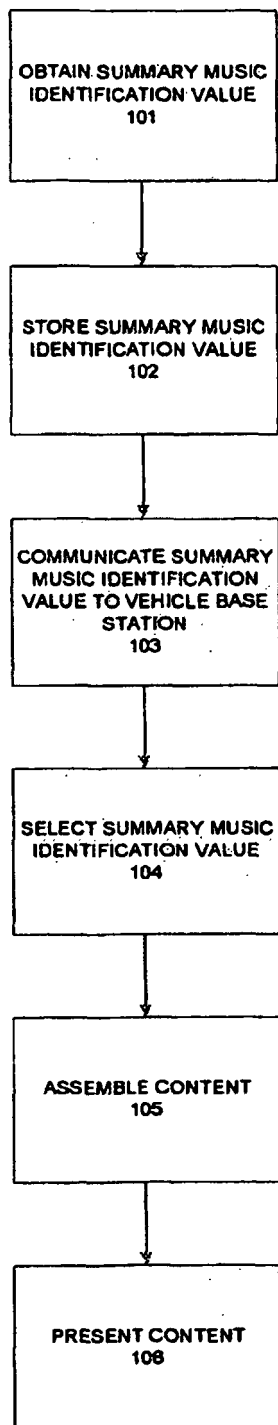 OBTAIN SUMMARY MUSIC
IDENTIFICATION VALUE
101
STORE SUMMARY MUSIC
IDENTIFICATION VALUE
102
COMMUNICATE SUMMARY
MUSIC IDENTIFICATION
VALUE TO VEHICLE BASE
STATION
103
SELECT SUMMARY MUSIC
IDENTIFICATION VALUE
104
ASSEMBLE CONTENT
105
PRESENT CONTENT
106